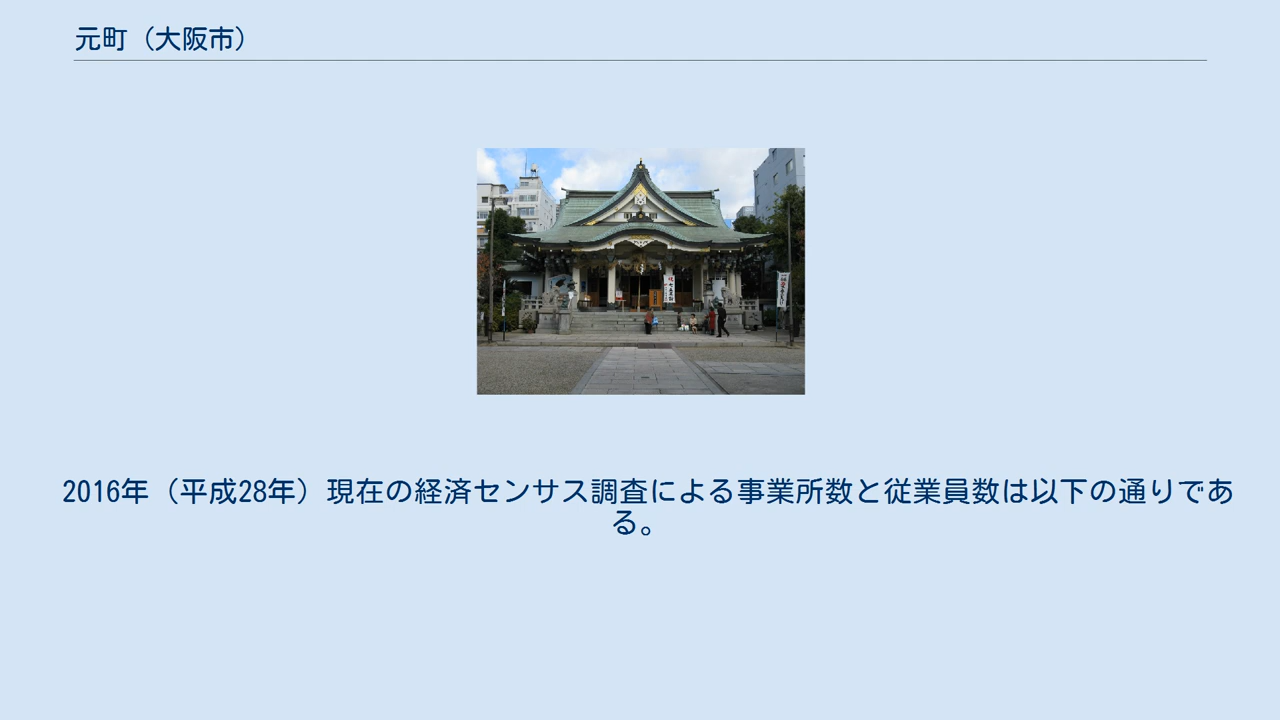 元町（大阪市）
2016年（平成28年）現在の経済センサス調査による事業所数と従業員数は以下の通りであ
る。